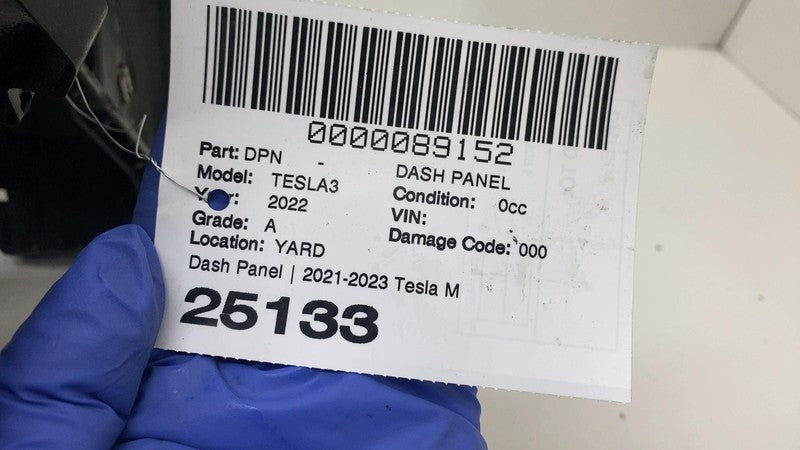 0000089152
Part: DPN - DASH PANEL
Model: TESLA3 Condition: 0cc
Year: 2022 VIN:
Grade: A Damage Code: 000
Location: YARD
Dash Panel | 2021-2023 Tesla M
25133